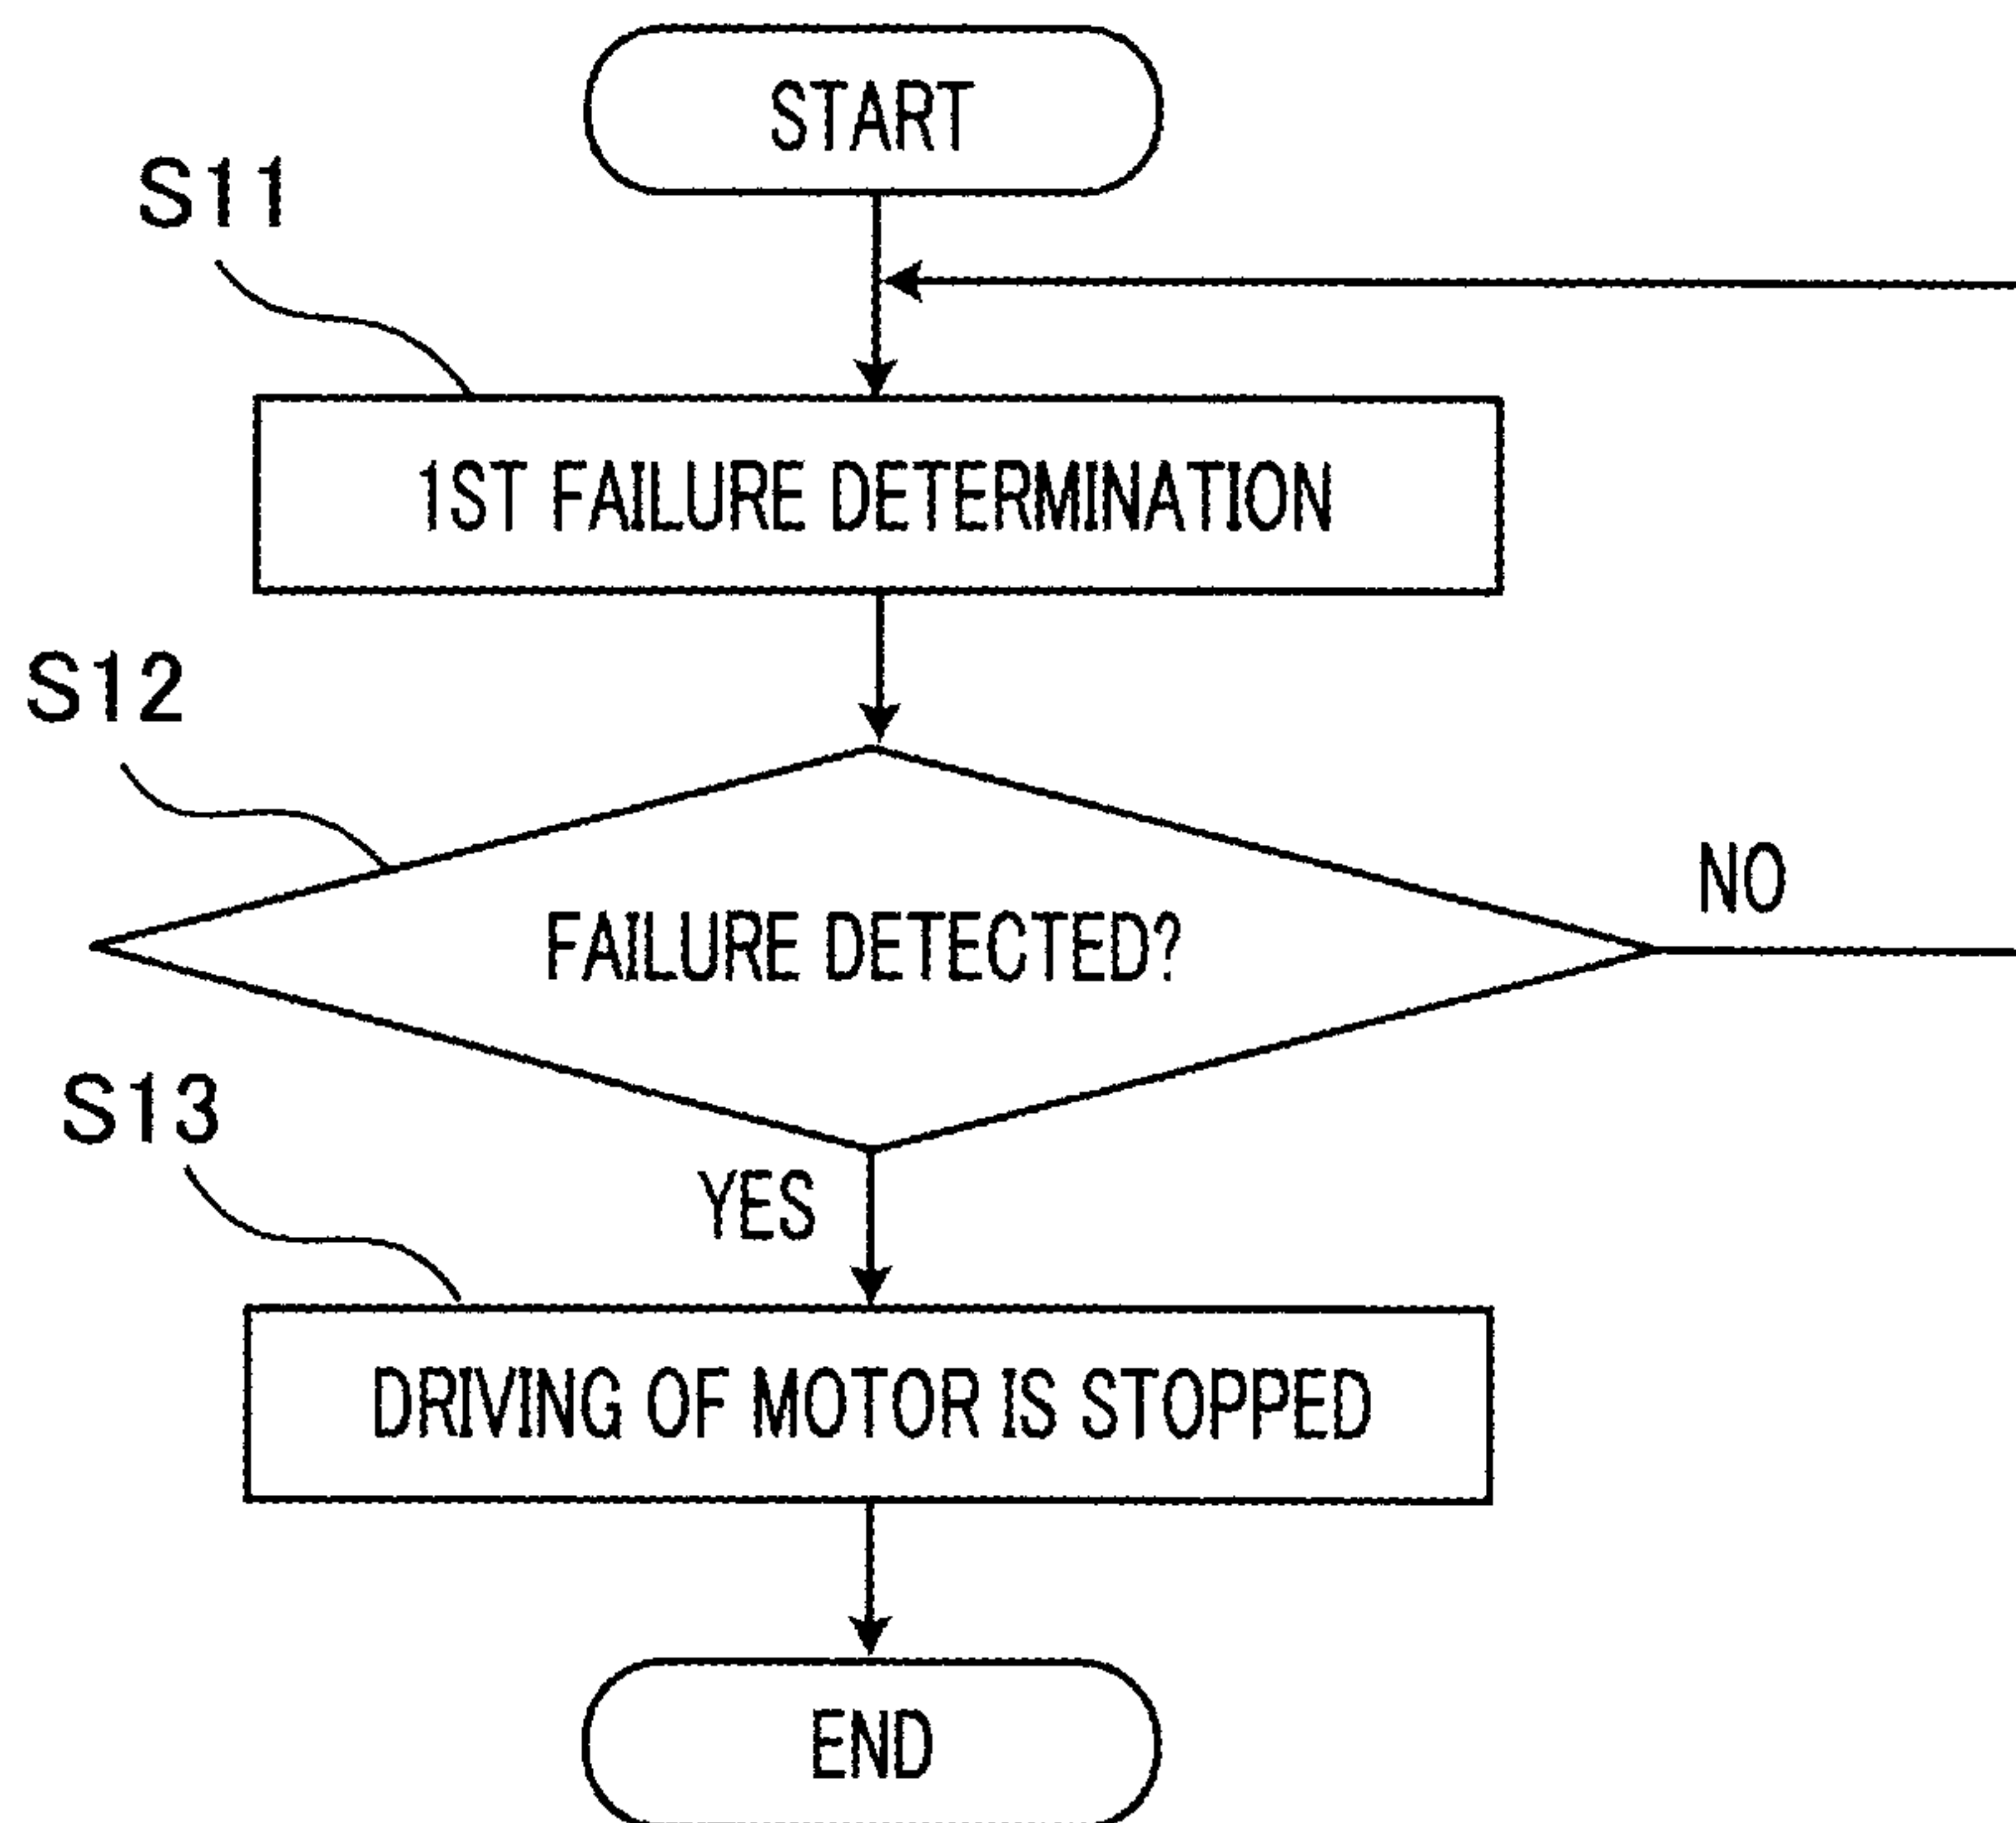 START
S11
1ST FAILURE DETERMINATION
S12
NO
FAILURE DETECTED?
S13
YES
DRIVING OF MOTOR IS STOPPED
END